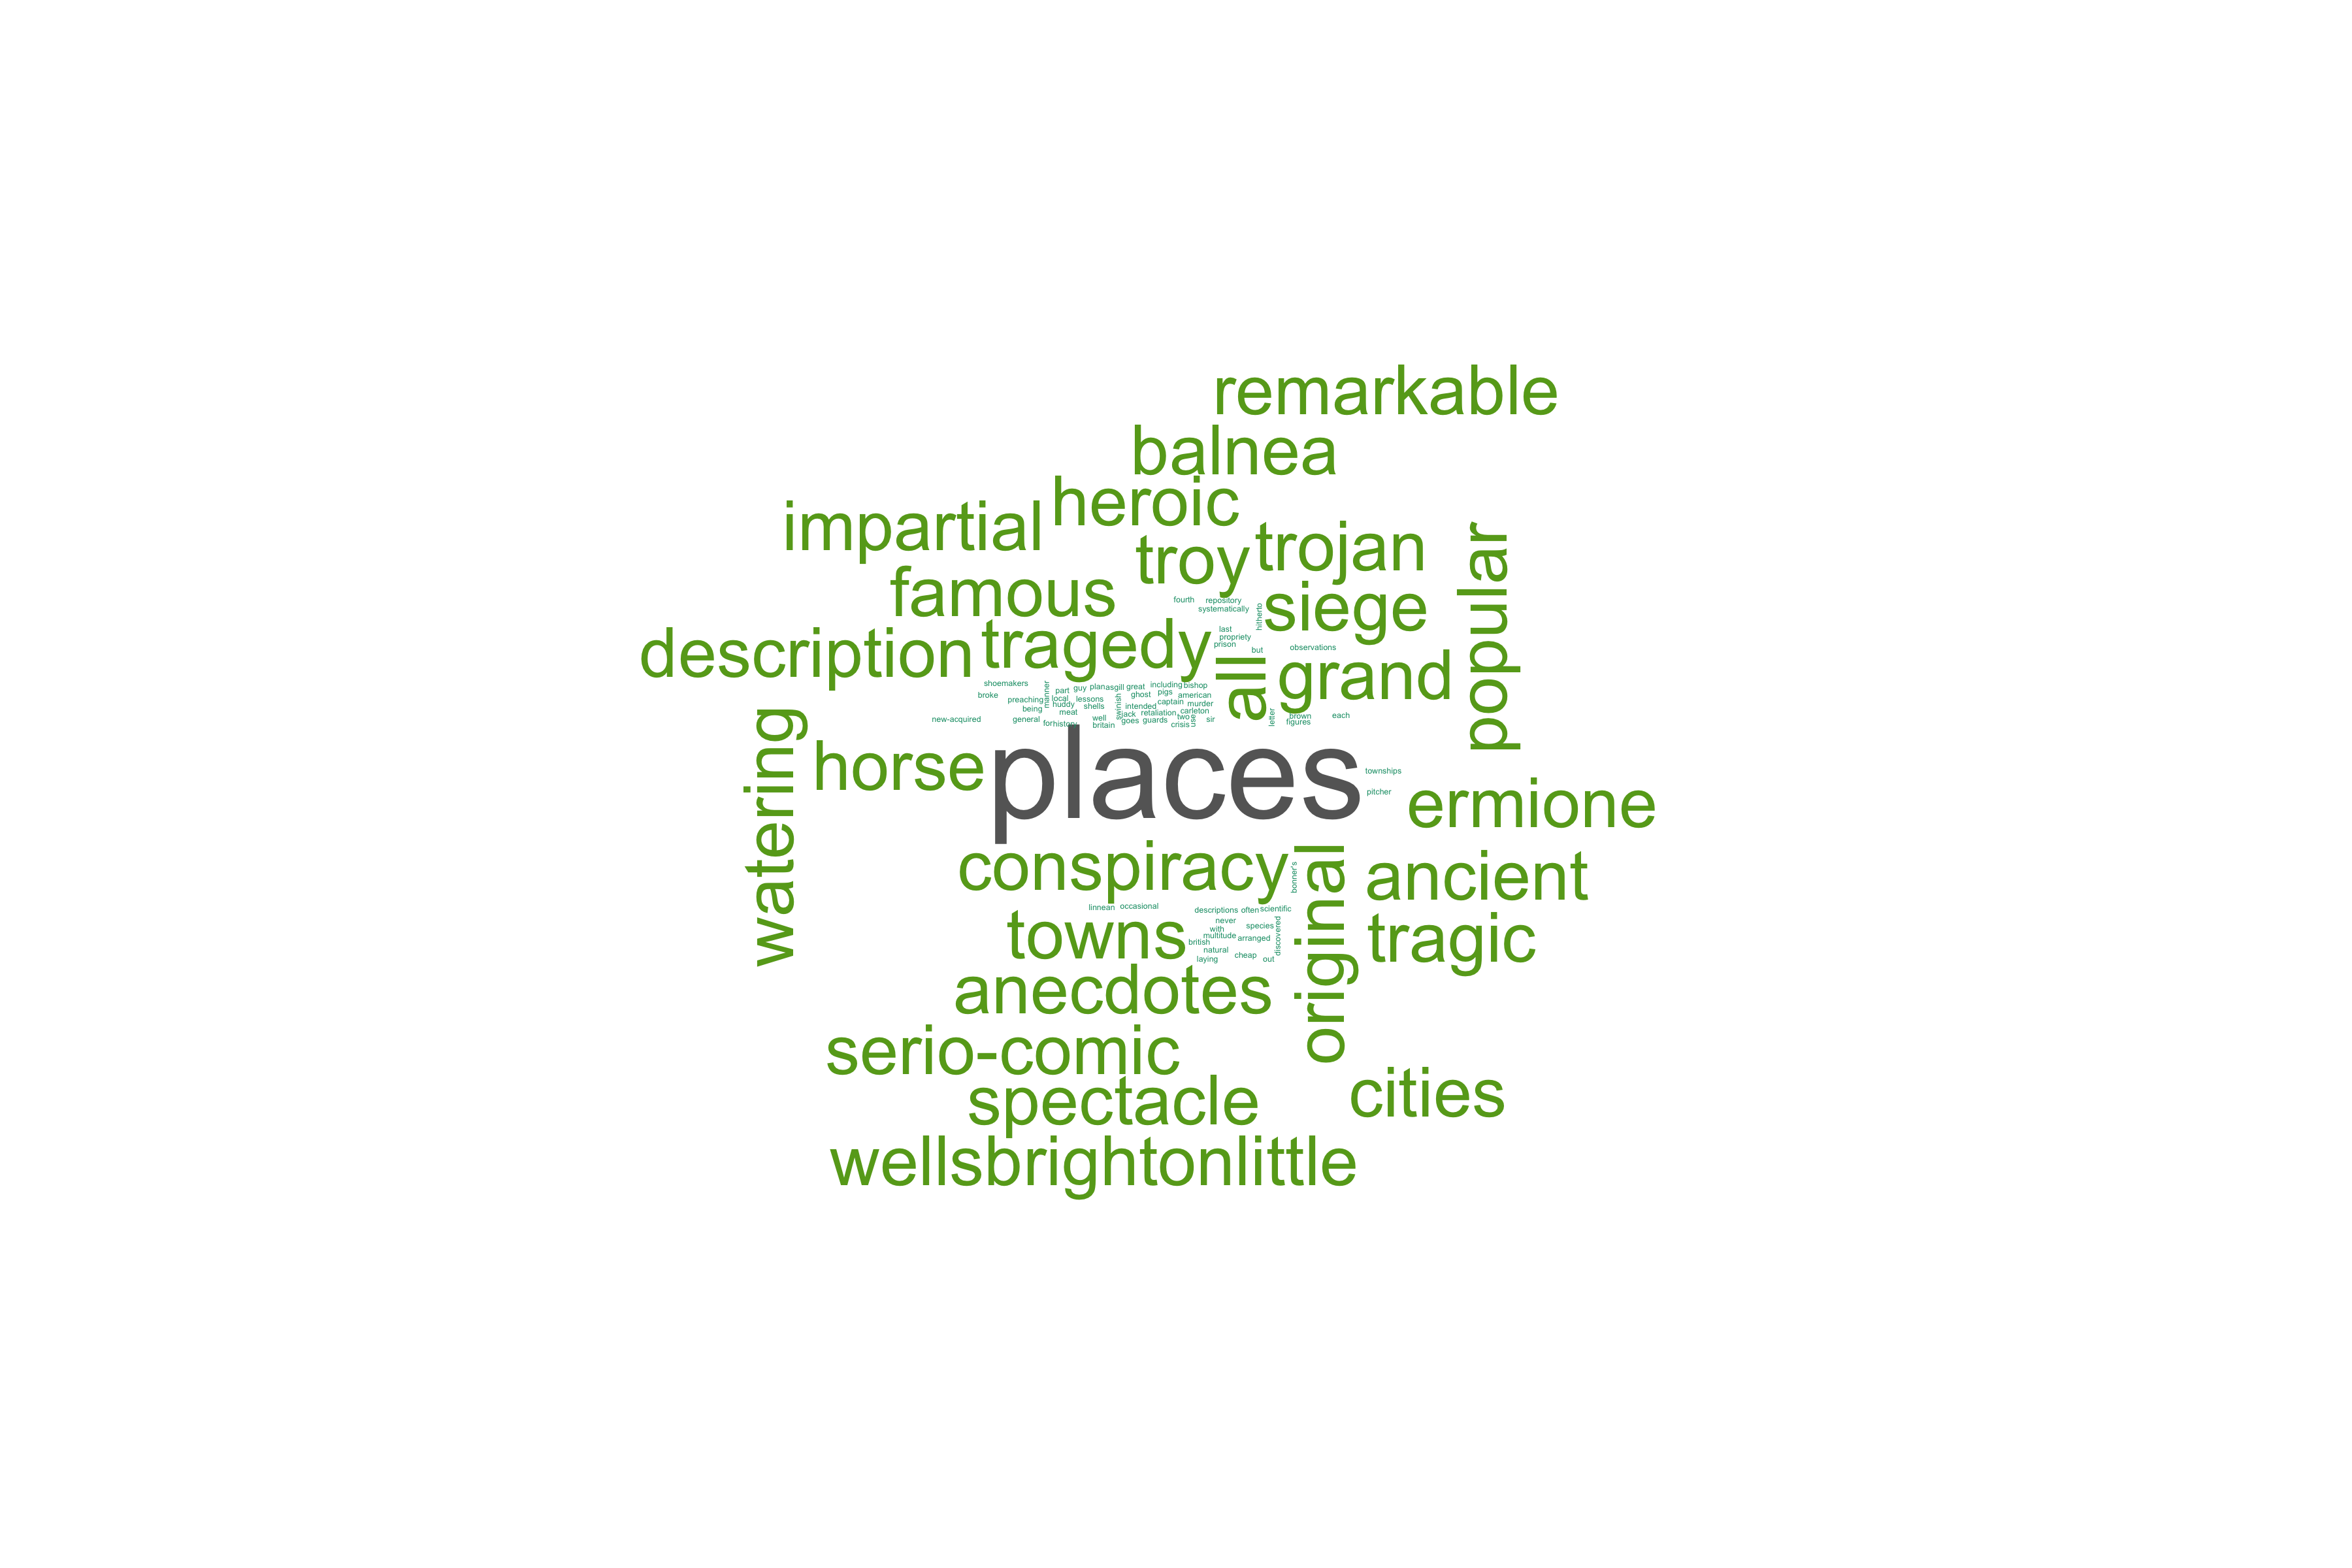 remarkable
balnea
heroic
impartial
trojan
troy
popular
famous
siege
fourth
repository
systematically
hitherto
description
tragedy
last
propriety
prison
but
observations
all
grand
shoemakers
manner
part
guy
plan
asgill
great
including
bishop
broke
preaching
local
lessons
swinish
ghost
pigs
american
being
huddy
shells
intended
captain
murder
meat
jack
retaliation
carleton
new-acquired
general
forhistory
well
britain
goes
guards
two
crisis
use
sir
letter
brown
figures
each
watering
horse
places
townships
pitcher
ermione
conspiracy
bonner's
original
ancient
linnean
occasional
descriptions
often
scientific
towns
never
with
species
multitude
arranged
discovered
british
natural
laying
cheap
out
tragic
anecdotes
serio-comic
spectacle
cities
wellsbrightonlittle